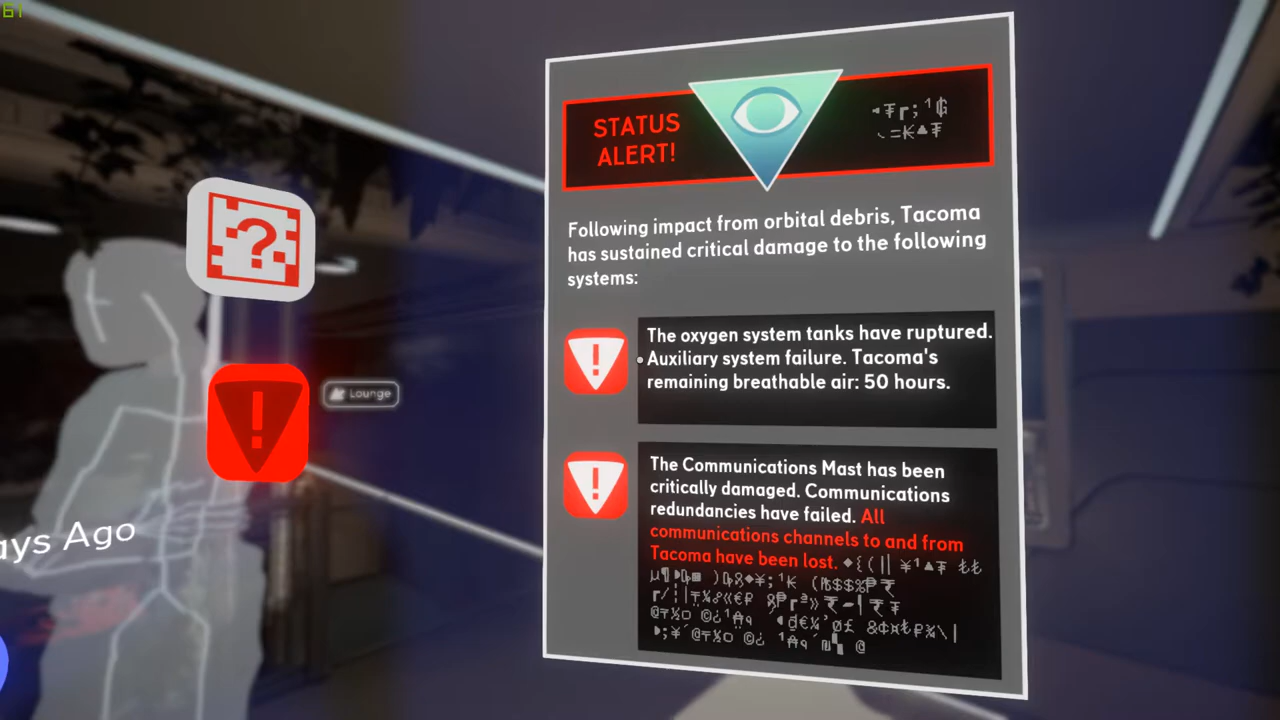 61
STATUS
ALERT!
Following impact from orbital debris, Tacoma
has sustained critical damage to the following
systems:
?
!
Lounge
ays Ago
!
The oxygen system tanks have ruptured.
Auxiliary system failure. Tacoma's
remaining breathable air: 50 hours.
!
The Communications Mast has been
critically damaged. Communications
redundancies have failed. All
communications channels to and from
Tacoma have been lost.